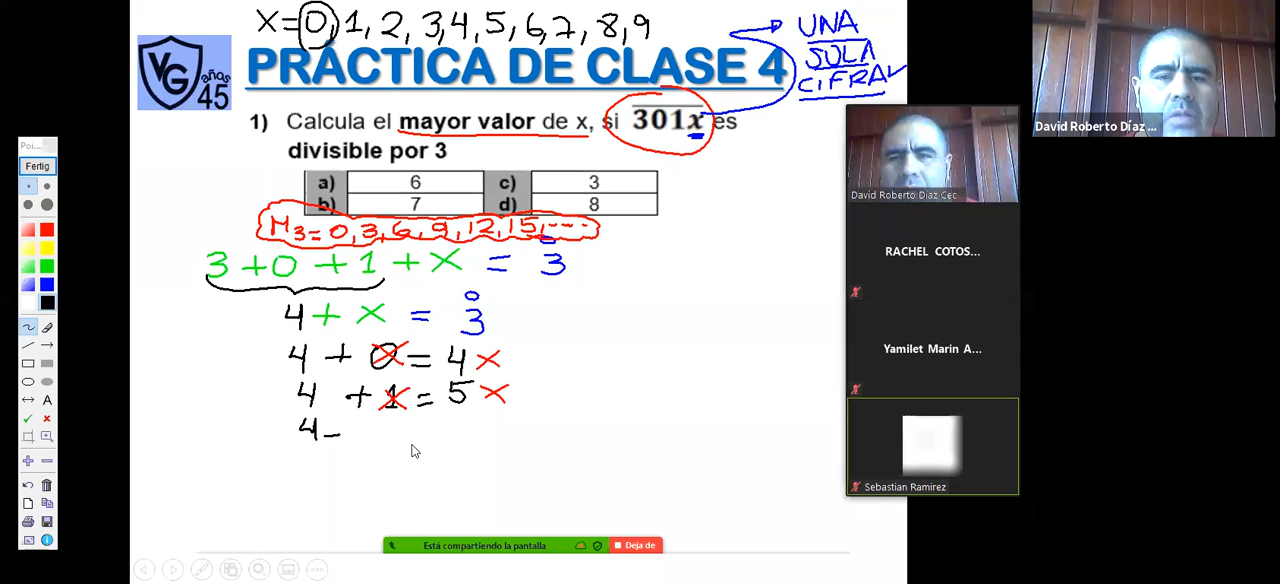 X = 0, 1, 2, 3, 4, 5, 6, 7, 8, 9
UNA
SOLA
CIFRA
VG años 45
PRÁCTICA DE CLASE 4
1) Calcula el mayor valor de x, si 301x es
divisible por 3
a) 6 c) 3
b) 7 d) 8
M3 = 0, 3, 6, 9, 12, 15, ...
3 + 0 + 1 + X = 3
4 + X = 3
4 + 0 = 4 x
4 + 1 = 5 x
4 -
Poi...
Fertig
A
Está compartiendo la pantalla
Deja de
David Roberto Díaz ...
David Roberto Diaz Cec
RACHEL COTOS...
Yamilet Marin A...
Sebastian Ramirez